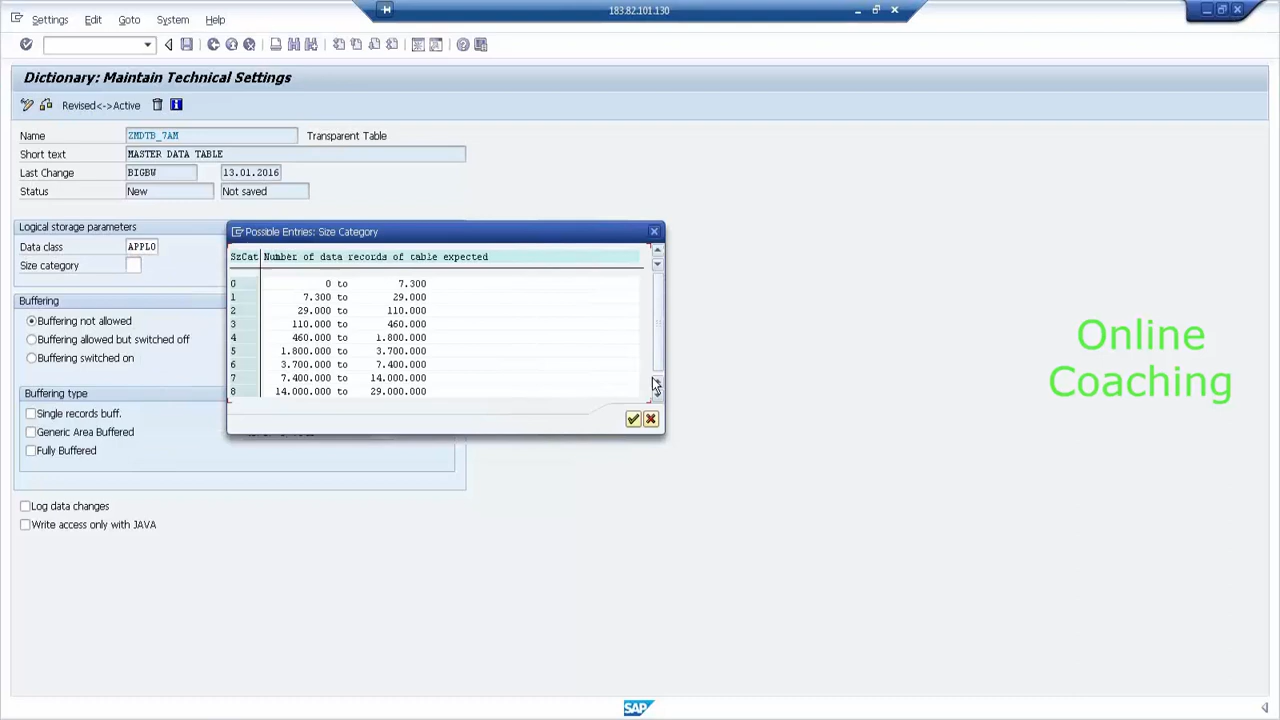 183.82.101.130
Settings Edit Goto System Help
Dictionary: Maintain Technical Settings
Revised<->Active
Name ZMDTB_7AM Transparent Table
Short text MASTER DATA TABLE
Last Change BIGBW 13.01.2016
Status New Not saved
Logical storage parameters
Data class APPL0
Size category
Buffering
Buffering not allowed
Buffering allowed but switched off
Buffering switched on
Buffering type
Single records buff.
Generic Area Buffered
Fully Buffered
Log data changes
Write access only with JAVA
Possible Entries: Size Category
SzCat Number of data records of table expected
0 0 to 7.300
1 7.300 to 29.000
2 29.000 to 110.000
3 110.000 to 460.000
4 460.000 to 1.800.000
5 1.800.000 to 3.700.000
6 3.700.000 to 7.400.000
7 7.400.000 to 14.000.000
8 14.000.000 to 29.000.000
Online
Coaching
SAP